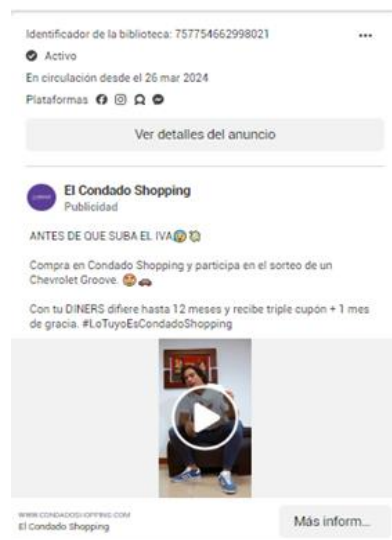 Identificador de la biblioteca: 757754662998021
Activo
En circulación desde el 26 mar 2024
Plataformas
Ver detalles del anuncio
El Condado Shopping
Publicidad
ANTES DE QUE SUBA EL IVA😱💸
Compra en Condado Shopping y participa en el sorteo de un
Chevrolet Groove. 🤩🚗
Con tu DINERS difiere hasta 12 meses y recibe triple cupón + 1 mes
de gracia. #LoTuyoEsCondadoShopping
WWW.CONDADOSHOPPING.COM
El Condado Shopping
Más inform...